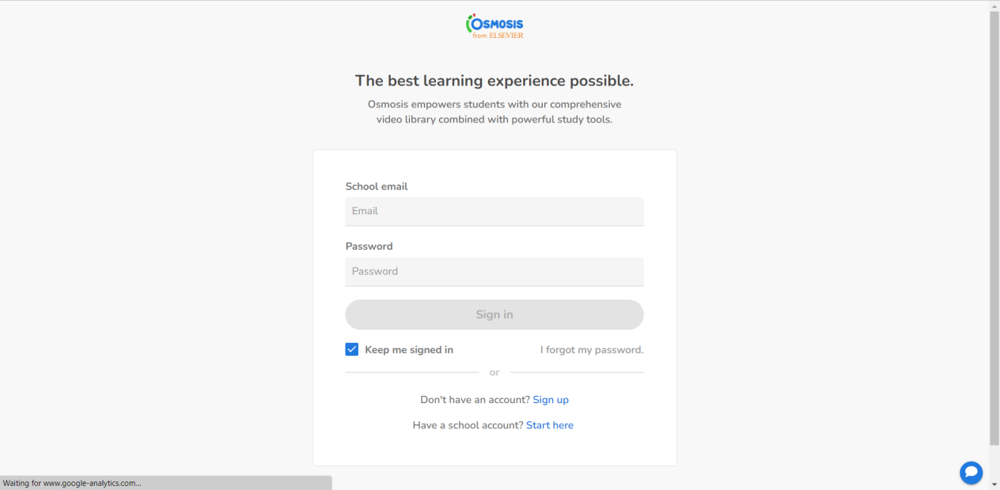 OSMOSIS
from ELSEVIER
The best learning experience possible.
Osmosis empowers students with our comprehensive
video library combined with powerful study tools.
School email
Email
Password
Password
Sign in
Keep me signed in
I forgot my password.
or
Don't have an account? Sign up
Have a school account? Start here
Waiting for www.google-analytics.com...